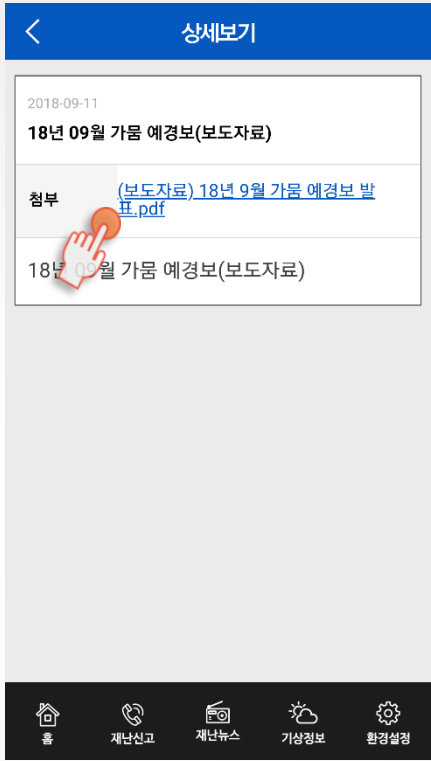 상세보기
2018-09-11
18년 09월 가뭄 예경보(보도자료)
첨부
(보도자료) 18년 9월 가뭄 예경보 발
표.pdf
18년 09월 가뭄 예경보(보도자료)
홈
재난신고
재난뉴스
기상정보
환경설정